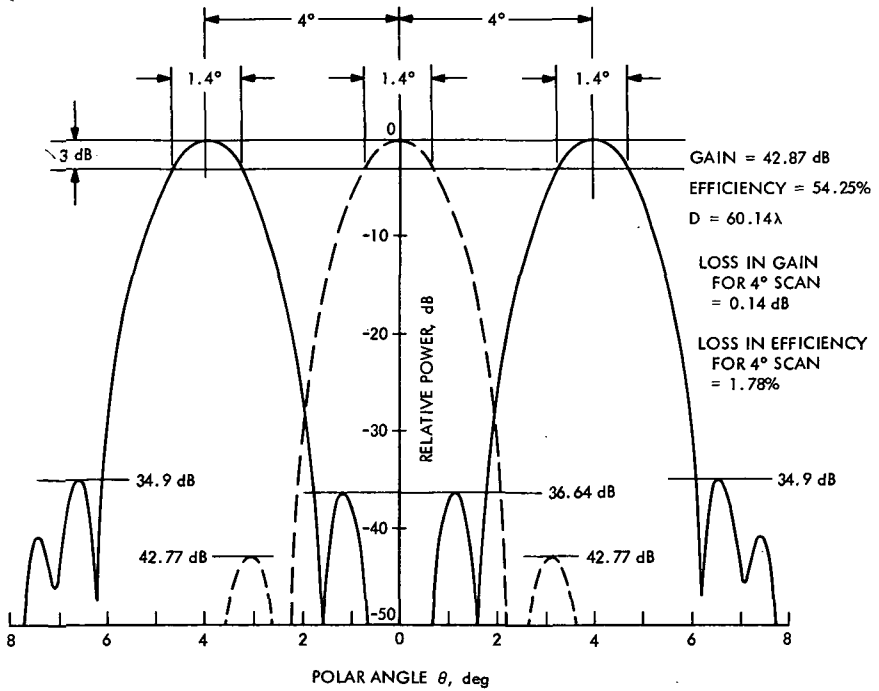 4° 4°
1.4° 1.4° 1.4°
0
3 dB
GAIN = 42.87 dB
EFFICIENCY = 54.25%
D = 60.14λ
-10
LOSS IN GAIN
FOR 4° SCAN
= 0.14 dB
-20
LOSS IN EFFICIENCY
FOR 4° SCAN
= 1.78%
RELATIVE POWER, dB
-30
34.9 dB 36.64 dB 34.9 dB
-40
42.77 dB 42.77 dB
-50
8 6 4 2 0 2 4 6 8
POLAR ANGLE θ, deg